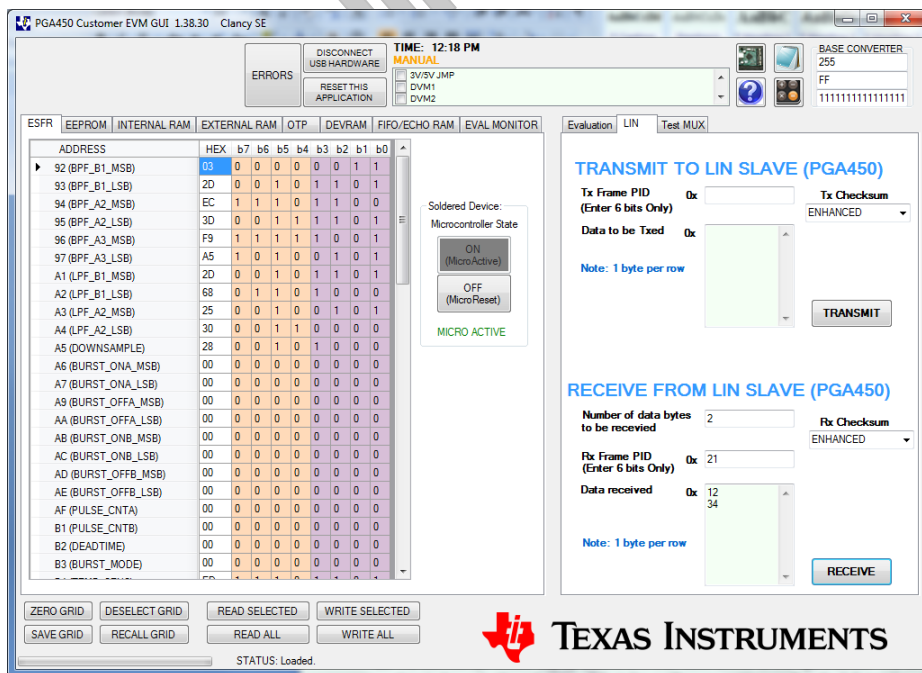 PGA450 Customer EVM GUI 1.38.30 Clancy SE
ERRORS
DISCONNECT
USB HARDWARE
RESET THIS
APPLICATION
TIME: 12:18 PM
MANUAL
3V/5V JMP
DVM1
DVM2
BASE CONVERTER
255
FF
1111111111111111
ESFR EEPROM INTERNAL RAM EXTERNAL RAM OTP DEVRAM FIFO/ECHO RAM EVAL MONITOR
ADDRESS HEX b7 b6 b5 b4 b3 b2 b1 b0
92 (BPF_B1_MSB) 03 0 0 0 0 0 0 1 1
93 (BPF_B1_LSB) 2D 0 0 1 0 1 1 0 1
94 (BPF_A2_MSB) EC 1 1 1 0 1 1 0 0
95 (BPF_A2_LSB) 3D 0 0 1 1 1 1 0 1
96 (BPF_A3_MSB) F9 1 1 1 1 1 0 0 1
97 (BPF_A3_LSB) A5 1 0 1 0 0 1 0 1
A1 (LPF_B1_MSB) 2D 0 0 1 0 1 1 0 1
A2 (LPF_B1_LSB) 68 0 1 1 0 1 0 0 0
A3 (LPF_A2_MSB) 25 0 0 1 0 0 1 0 1
A4 (LPF_A2_LSB) 30 0 0 1 1 0 0 0 0
A5 (DOWNSAMPLE) 28 0 0 1 0 1 0 0 0
A6 (BURST_ONA_MSB) 00 0 0 0 0 0 0 0 0
A7 (BURST_ONA_LSB) 00 0 0 0 0 0 0 0 0
A9 (BURST_OFFA_MSB) 00 0 0 0 0 0 0 0 0
AA (BURST_OFFA_LSB) 00 0 0 0 0 0 0 0 0
AB (BURST_ONB_MSB) 00 0 0 0 0 0 0 0 0
AC (BURST_ONB_LSB) 00 0 0 0 0 0 0 0 0
AD (BURST_OFFB_MSB) 00 0 0 0 0 0 0 0 0
AE (BURST_OFFB_LSB) 00 0 0 0 0 0 0 0 0
AF (PULSE_CNTA) 00 0 0 0 0 0 0 0 0
B1 (PULSE_CNTB) 00 0 0 0 0 0 0 0 0
B2 (DEADTIME) 00 0 0 0 0 0 0 0 0
B3 (BURST_MODE) 00 0 0 0 0 0 0 0 0
Soldered Device:
Microcontroller State
ON
(MicroActive)
OFF
(MicroReset)
MICRO ACTIVE
Evaluation LIN Test MUX
TRANSMIT TO LIN SLAVE (PGA450)
Tx Frame PID 0x
(Enter 6 bits Only)
Tx Checksum
ENHANCED
Data to be Txed 0x
Note: 1 byte per row
TRANSMIT
RECEIVE FROM LIN SLAVE (PGA450)
Number of data bytes 2
to be recevied
Rx Checksum
ENHANCED
Rx Frame PID 0x 21
(Enter 6 bits Only)
Data received 0x 12
34
Note: 1 byte per row
RECEIVE
ZERO GRID DESELECT GRID READ SELECTED WRITE SELECTED
SAVE GRID RECALL GRID READ ALL WRITE ALL
STATUS: Loaded.
TEXAS INSTRUMENTS